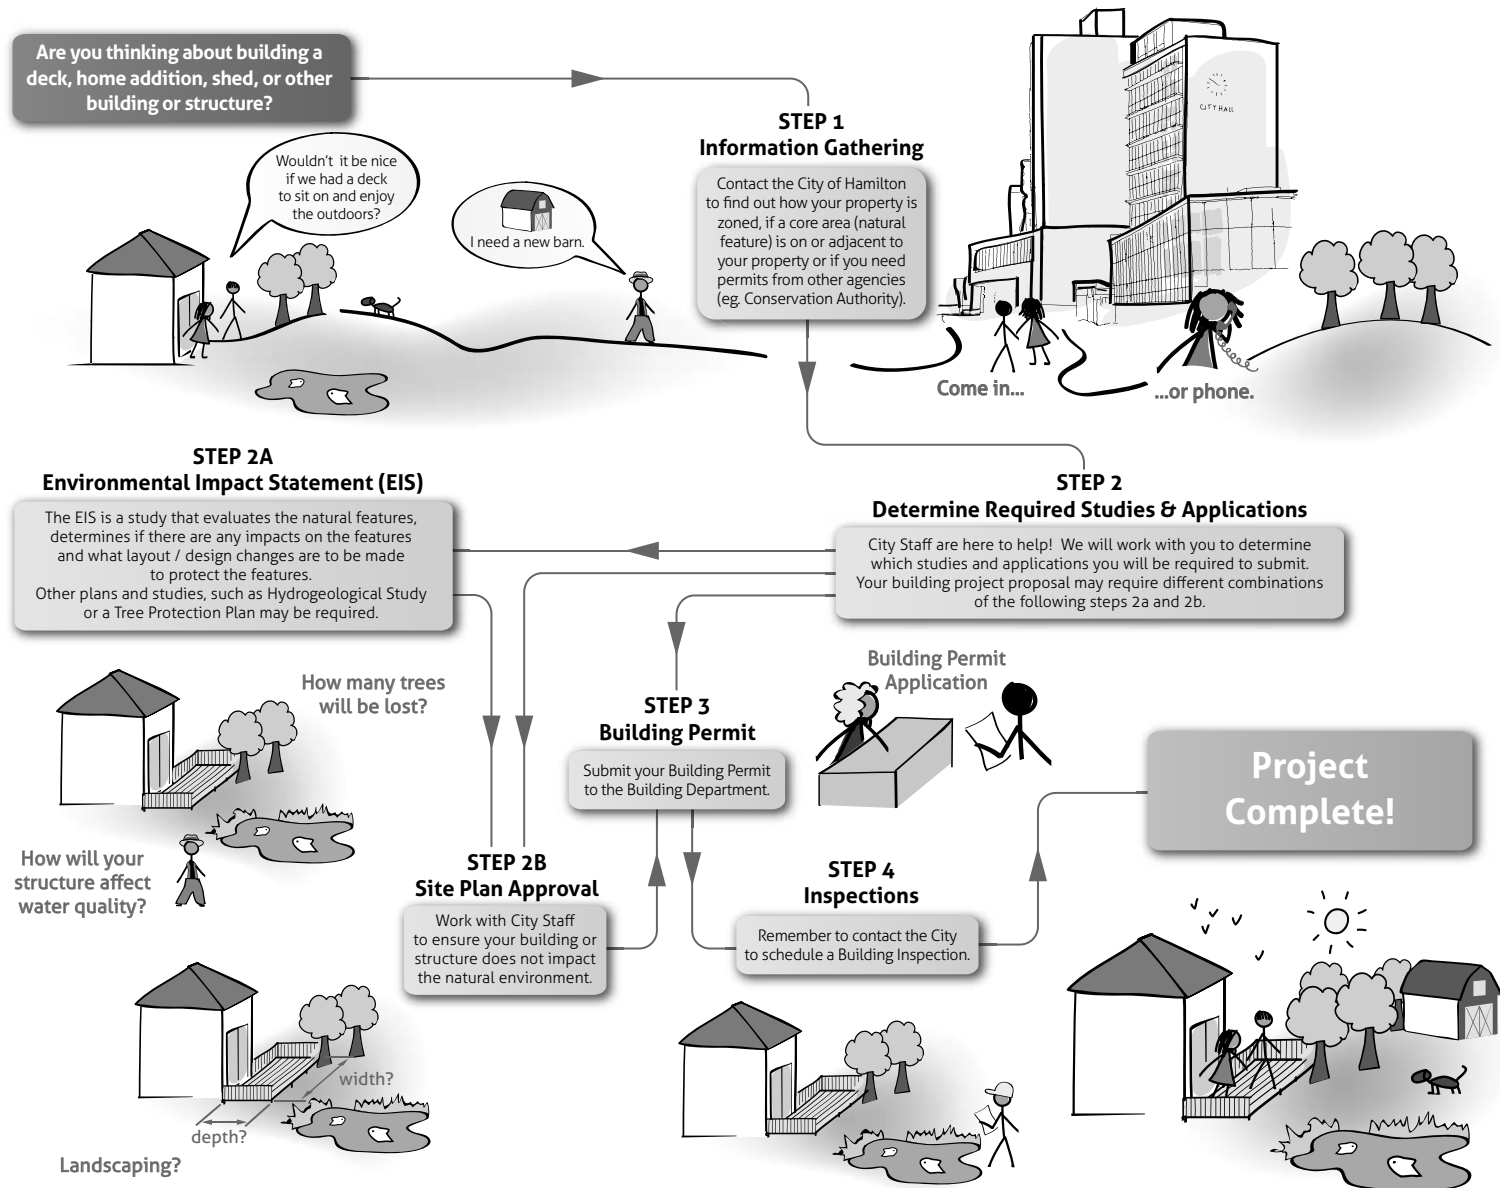 Are you thinking about building a
deck, home addition, shed, or other
building or structure?
STEP 1
Information Gathering
Contact the City of Hamilton
to find out how your property is
zoned, if a core area (natural
feature) is on or adjacent to
your property or if you need
permits from other agencies
(eg. Conservation Authority).
Wouldn't it be nice
if we had a deck
to sit on and enjoy
the outdoors?
I need a new barn.
CITY HALL
Come in...
...or phone.
STEP 2A
Environmental Impact Statement (EIS)
The EIS is a study that evaluates the natural features,
determines if there are any impacts on the features
and what layout / design changes are to be made
to protect the features.
Other plans and studies, such as Hydrogeological Study
or a Tree Protection Plan may be required.
STEP 2
Determine Required Studies & Applications
City Staff are here to help! We will work with you to determine
which studies and applications you will be required to submit.
Your building project proposal may require different combinations
of the following steps 2a and 2b.
How many trees
will be lost?
How will your
structure affect
water quality?
STEP 3
Building Permit
Submit your Building Permit
to the Building Department.
Building Permit
Application
STEP 2B
Site Plan Approval
Work with City Staff
to ensure your building or
structure does not impact
the natural environment.
STEP 4
Inspections
Remember to contact the City
to schedule a Building Inspection.
Project
Complete!
width?
depth?
Landscaping?